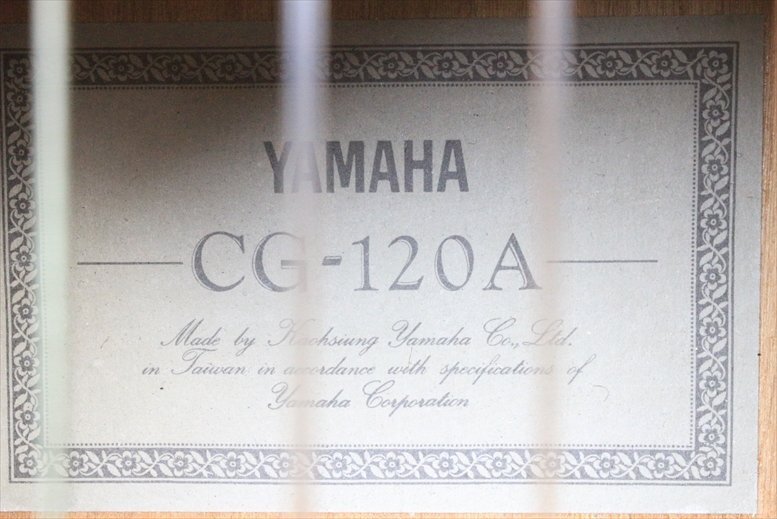 YAMAHA
CG-120A
Made by Kaohsiung Yamaha Co., Ltd.
in Taiwan in accordance with specifications of
Yamaha Corporation